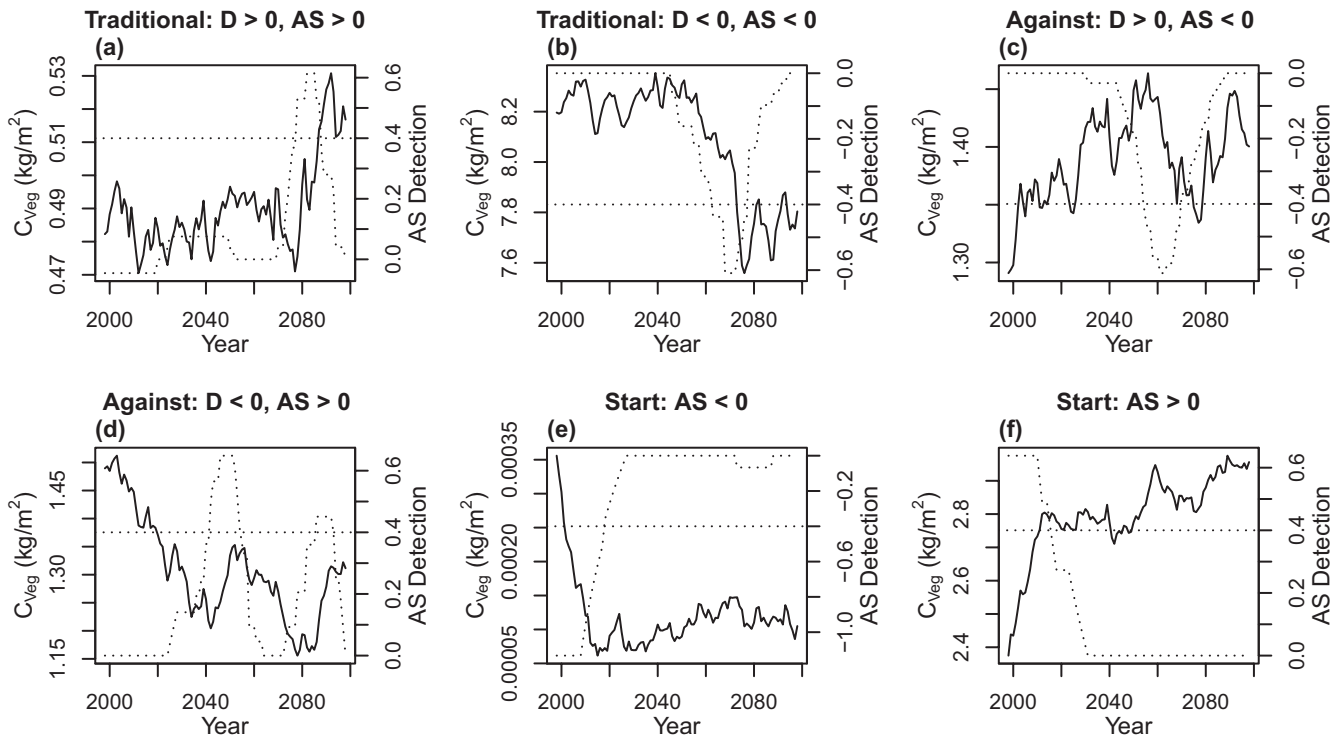 Traditional: D > 0, AS > 0
(a)
0.53
0.51
0.49
0.47
C_Veg (kg/m²)
0.6
0.4
0.2
0.0
AS Detection
2000 2040 2080
Year
Traditional: D < 0, AS < 0
(b)
8.2
8.0
7.8
7.6
C_Veg (kg/m²)
0.0
−0.2
−0.4
−0.6
AS Detection
2000 2040 2080
Year
Against: D > 0, AS < 0
(c)
1.40
1.30
C_Veg (kg/m²)
0.0
−0.2
−0.4
−0.6
AS Detection
2000 2040 2080
Year
Against: D < 0, AS > 0
(d)
1.45
1.30
1.15
C_Veg (kg/m²)
0.6
0.4
0.2
0.0
AS Detection
2000 2040 2080
Year
Start: AS < 0
(e)
0.00035
0.00020
0.00005
C_Veg (kg/m²)
−0.2
−0.6
−1.0
AS Detection
2000 2040 2080
Year
Start: AS > 0
(f)
2.8
2.6
2.4
C_Veg (kg/m²)
0.6
0.4
0.2
0.0
AS Detection
2000 2040 2080
Year